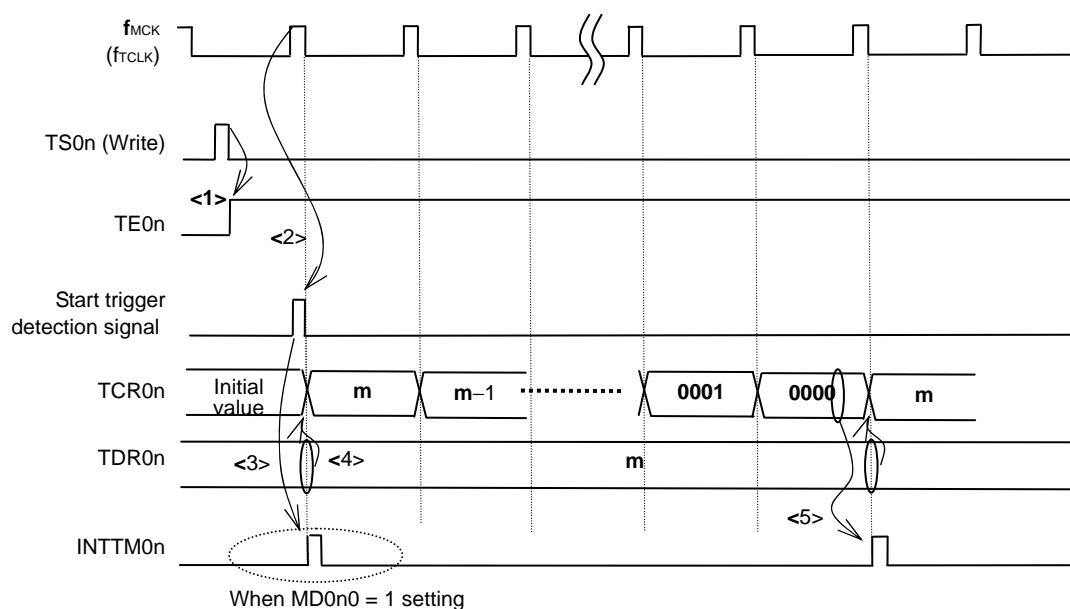 fMCK
(fTCLK)
TS0n (Write)
<1>
TE0n
<2>
Start trigger
detection signal
TCR0n
Initial
value
m
m−1
0001
0000
m
TDR0n
<3>
<4>
m
<5>
INTTM0n
When MD0n0 = 1 setting